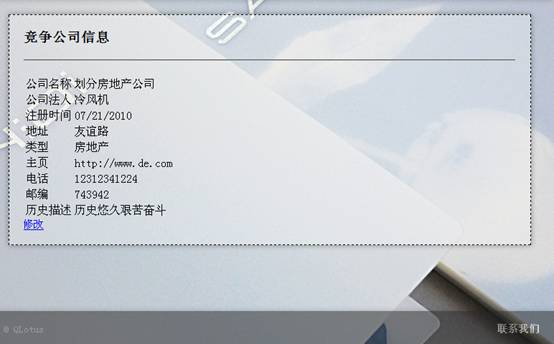 竞争公司信息
公司名称 划分房地产公司
公司法人 冷风机
注册时间 07/21/2010
地址 友谊路
类型 房地产
主页 http://www.de.com
电话 12312341224
邮编 743942
历史描述 历史悠久艰苦奋斗
修改
© QLotus 联系我们